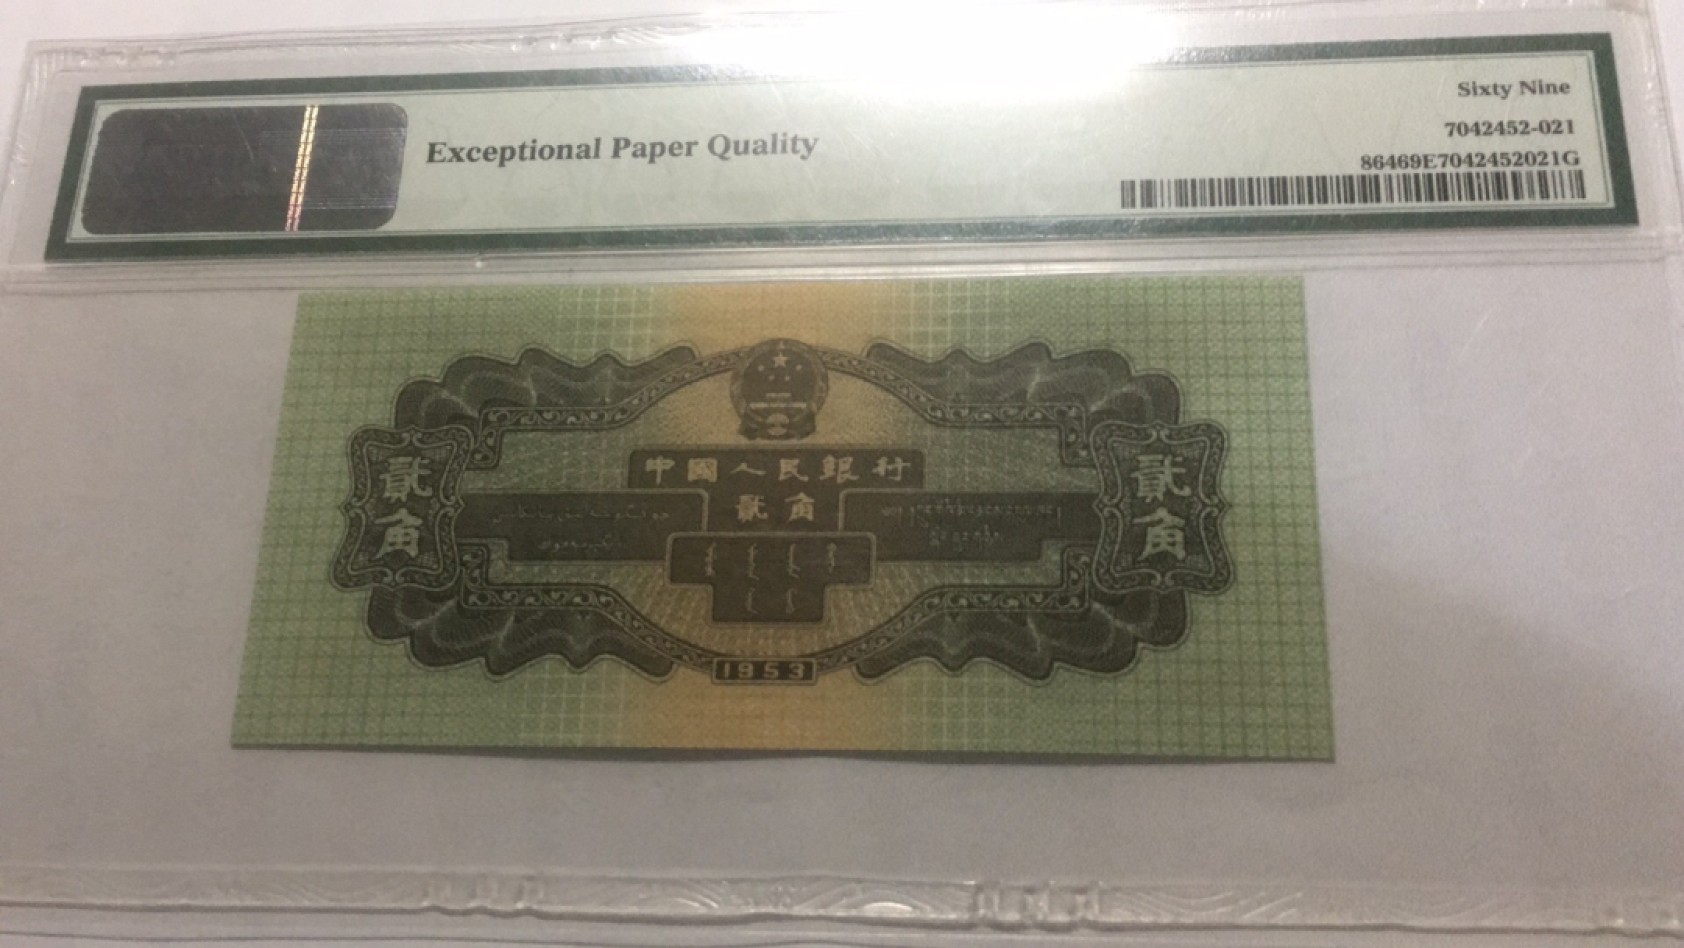 Sixty Nine
Exceptional Paper Quality
7042452-021
86469E7042452021G
中國人民銀行
貳角
貳角
貳角
1953